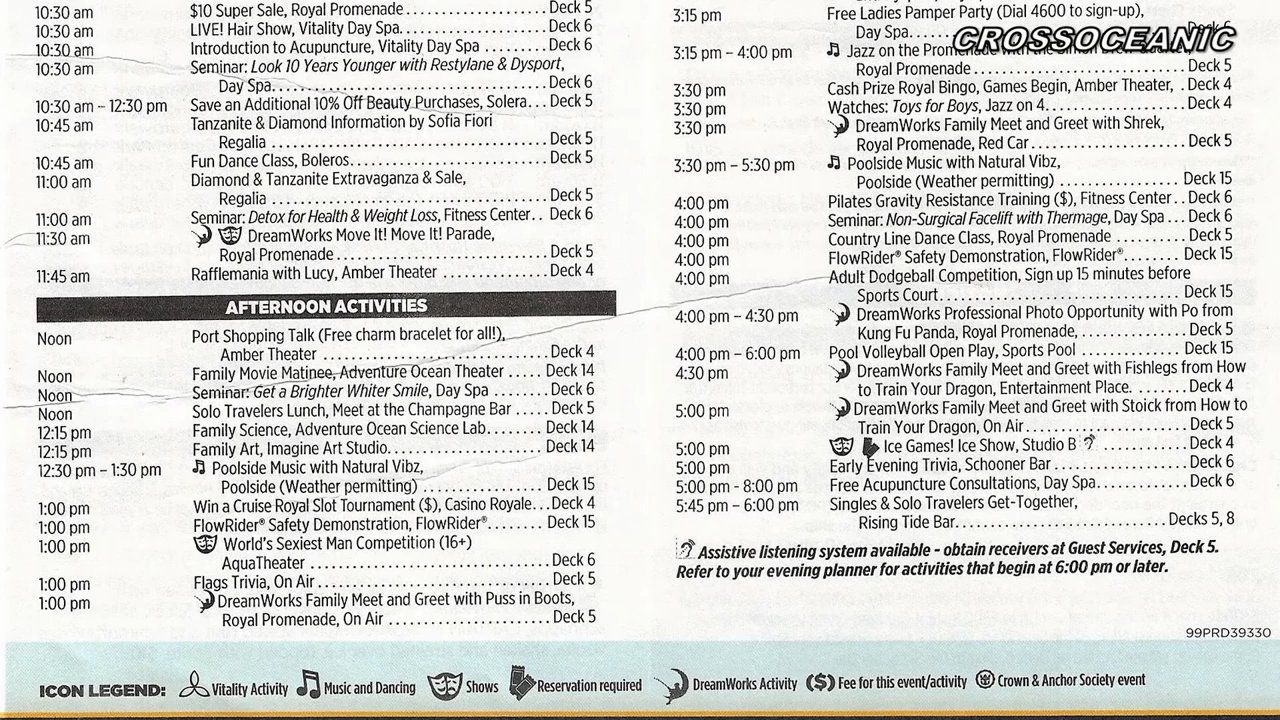 10:30 am $10 Super Sale, Royal Promenade Deck 5
10:30 am LIVE! Hair Show, Vitality Day Spa. Deck 6
10:30 am Introduction to Acupuncture, Vitality Day Spa Deck 6
10:30 am Seminar: Look 10 Years Younger with Restylane & Dysport,
Day Spa Deck 6
10:30 am – 12:30 pm Save an Additional 10% Off Beauty Purchases, Solera. Deck 5
10:45 am Tanzanite & Diamond Information by Sofia Fiori
Regalia Deck 5
10:45 am Fun Dance Class, Boleros Deck 5
11:00 am Diamond & Tanzanite Extravaganza & Sale,
Regalia Deck 5
11:00 am Seminar: Detox for Health & Weight Loss, Fitness Center Deck 6
11:30 am DreamWorks Move It! Move It! Parade,
Royal Promenade Deck 5
11:45 am Rafflemania with Lucy, Amber Theater Deck 4
AFTERNOON ACTIVITIES
Noon Port Shopping Talk (Free charm bracelet for all!),
Amber Theater Deck 4
Noon Family Movie Matinee, Adventure Ocean Theater Deck 14
Noon Seminar: Get a Brighter Whiter Smile, Day Spa Deck 6
Noon Solo Travelers Lunch, Meet at the Champagne Bar Deck 5
12:15 pm Family Science, Adventure Ocean Science Lab Deck 14
12:15 pm Family Art, Imagine Art Studio Deck 14
12:30 pm – 1:30 pm Poolside Music with Natural Vibz,
Poolside (Weather permitting) Deck 15
1:00 pm Win a Cruise Royal Slot Tournament ($), Casino Royale Deck 4
1:00 pm FlowRider® Safety Demonstration, FlowRider® Deck 15
1:00 pm World's Sexiest Man Competition (16+)
AquaTheater Deck 6
1:00 pm Flags Trivia, On Air Deck 5
1:00 pm DreamWorks Family Meet and Greet with Puss in Boots,
Royal Promenade, On Air Deck 5
3:15 pm Free Ladies Pamper Party (Dial 4600 to sign-up),
Day Spa Deck 6
CROSSOCEANIC
3:15 pm – 4:00 pm Jazz on the Promenade with the
Royal Promenade Deck 5
3:30 pm Cash Prize Royal Bingo, Games Begin, Amber Theater, Deck 4
3:30 pm Watches: Toys for Boys, Jazz on 4 Deck 4
3:30 pm DreamWorks Family Meet and Greet with Shrek,
Royal Promenade, Red Car Deck 5
3:30 pm – 5:30 pm Poolside Music with Natural Vibz,
Poolside (Weather permitting) Deck 15
4:00 pm Pilates Gravity Resistance Training ($), Fitness Center Deck 6
4:00 pm Seminar: Non-Surgical Facelift with Thermage, Day Spa Deck 6
4:00 pm Country Line Dance Class, Royal Promenade Deck 5
4:00 pm FlowRider® Safety Demonstration, FlowRider® Deck 15
4:00 pm Adult Dodgeball Competition, Sign up 15 minutes before
Sports Court Deck 15
4:00 pm – 4:30 pm DreamWorks Professional Photo Opportunity with Po from
Kung Fu Panda, Royal Promenade, Deck 5
4:00 pm – 6:00 pm Pool Volleyball Open Play, Sports Pool Deck 15
4:30 pm DreamWorks Family Meet and Greet with Fishlegs from How
to Train Your Dragon, Entertainment Place. Deck 4
5:00 pm DreamWorks Family Meet and Greet with Stoick from How to
Train Your Dragon, On Air Deck 5
5:00 pm Ice Games! Ice Show, Studio B Deck 4
5:00 pm Early Evening Trivia, Schooner Bar Deck 6
5:00 pm - 8:00 pm Free Acupuncture Consultations, Day Spa Deck 6
5:45 pm – 6:00 pm Singles & Solo Travelers Get-Together,
Rising Tide Bar Decks 5, 8
Assistive listening system available - obtain receivers at Guest Services, Deck 5.
Refer to your evening planner for activities that begin at 6:00 pm or later.
99PRD39330
ICON LEGEND: Vitality Activity Music and Dancing Shows Reservation required DreamWorks Activity ($) Fee for this event/activity Crown & Anchor Society event